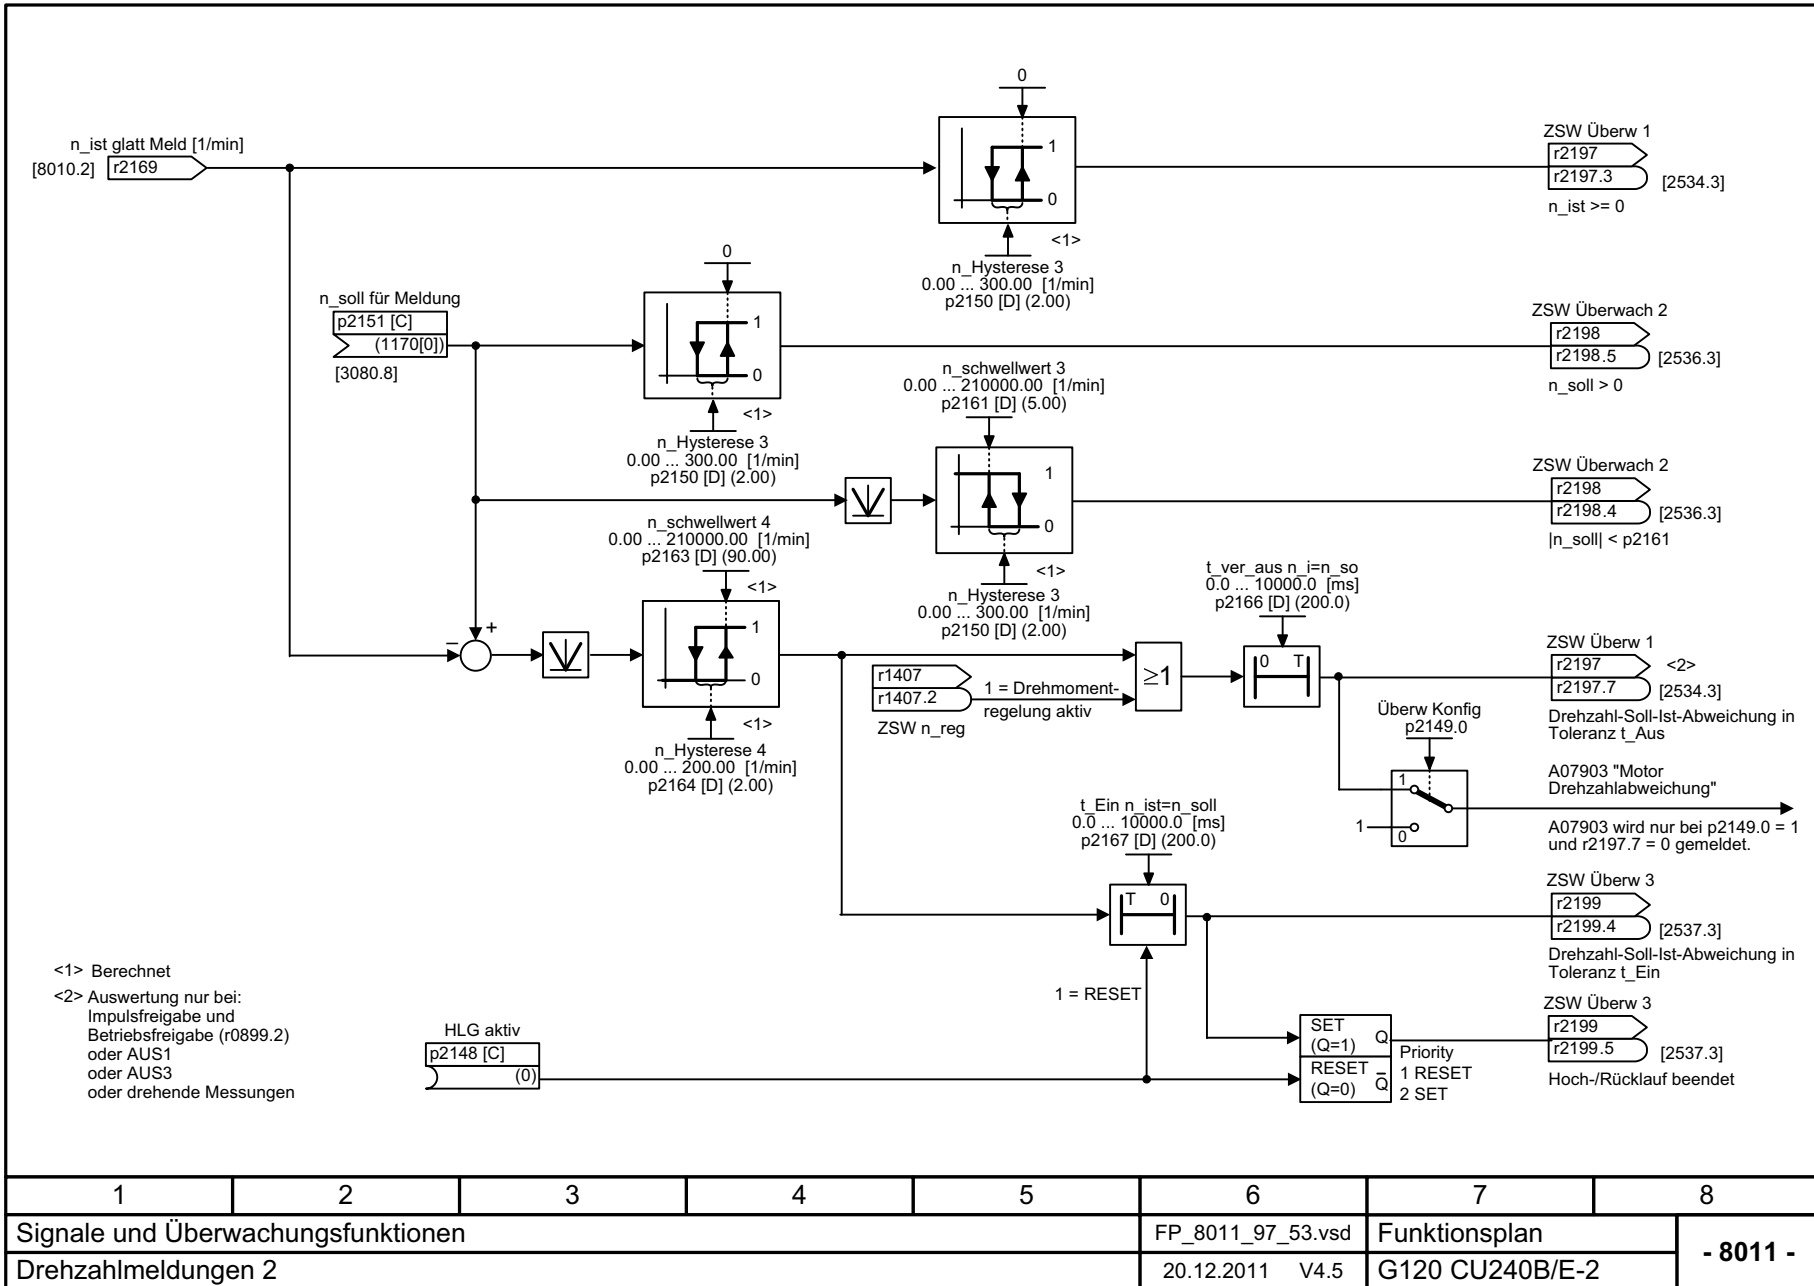 0
n_ist glatt Meld [1/min]
[8010.2]
r2169
1
0
<1>
n_Hysterese 3
0.00 ... 300.00 [1/min]
p2150 [D] (2.00)
ZSW Überw 1
r2197
r2197.3
[2534.3]
n_ist >= 0
0
n_soll für Meldung
p2151 [C]
(1170[0])
[3080.8]
1
0
<1>
n_Hysterese 3
0.00 ... 300.00 [1/min]
p2150 [D] (2.00)
ZSW Überwach 2
r2198
r2198.5
[2536.3]
n_soll > 0
n_schwellwert 3
0.00 ... 210000.00 [1/min]
p2161 [D] (5.00)
1
0
<1>
n_Hysterese 3
0.00 ... 300.00 [1/min]
p2150 [D] (2.00)
ZSW Überwach 2
r2198
r2198.4
[2536.3]
|n_soll| < p2161
n_schwellwert 4
0.00 ... 210000.00 [1/min]
p2163 [D] (90.00)
<1>
+
–
1
0
<1>
n_Hysterese 4
0.00 ... 200.00 [1/min]
p2164 [D] (2.00)
r1407
r1407.2
ZSW n_reg
1 = Drehmoment-
regelung aktiv
≥1
t_ver_aus n_i=n_so
0.0 ... 10000.0 [ms]
p2166 [D] (200.0)
0 T
ZSW Überw 1
r2197
<2>
r2197.7
[2534.3]
Drehzahl-Soll-Ist-Abweichung in
Toleranz t_Aus
Überw Konfig
p2149.0
1
1
0
A07903 "Motor
Drehzahlabweichung"
A07903 wird nur bei p2149.0 = 1
und r2197.7 = 0 gemeldet.
t_Ein n_ist=n_soll
0.0 ... 10000.0 [ms]
p2167 [D] (200.0)
T 0
1 = RESET
ZSW Überw 3
r2199
r2199.4
[2537.3]
Drehzahl-Soll-Ist-Abweichung in
Toleranz t_Ein
<1> Berechnet
<2> Auswertung nur bei:
Impulsfreigabe und
Betriebsfreigabe (r0899.2)
oder AUS1
oder AUS3
oder drehende Messungen
HLG aktiv
p2148 [C]
(0)
SET
(Q=1)
Q
RESET
(Q=0)
Q̅
Priority
1 RESET
2 SET
ZSW Überw 3
r2199
r2199.5
[2537.3]
Hoch-/Rücklauf beendet
1 2 3 4 5 6 7 8
Signale und Überwachungsfunktionen
FP_8011_97_53.vsd
Funktionsplan
- 8011 -
Drehzahlmeldungen 2
20.12.2011 V4.5
G120 CU240B/E-2